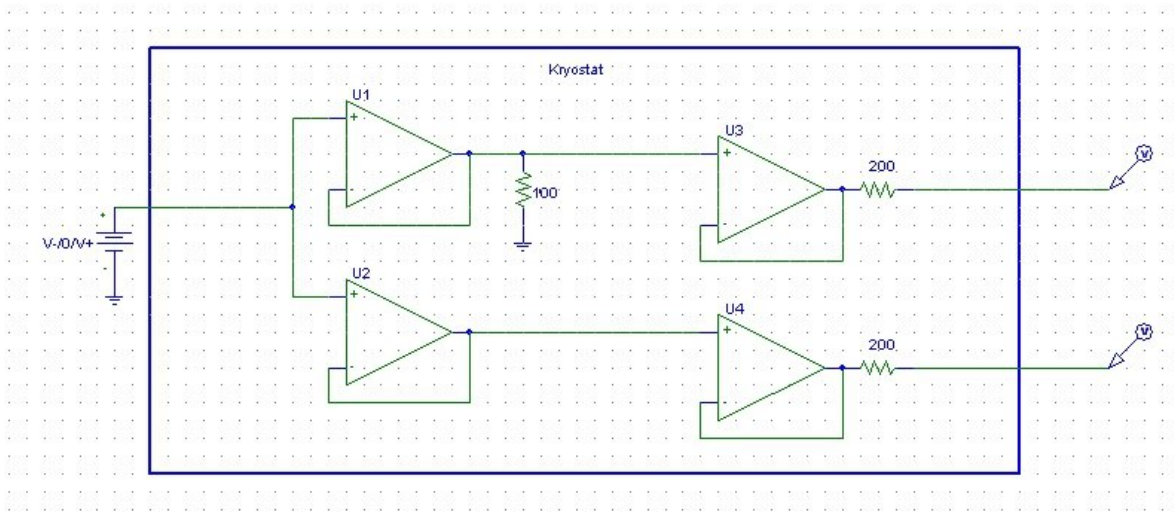 Kryostat
U1
+
-
100
U3
+
-
200
V
+
V-/0/V+
-
U2
+
-
U4
+
-
200
V